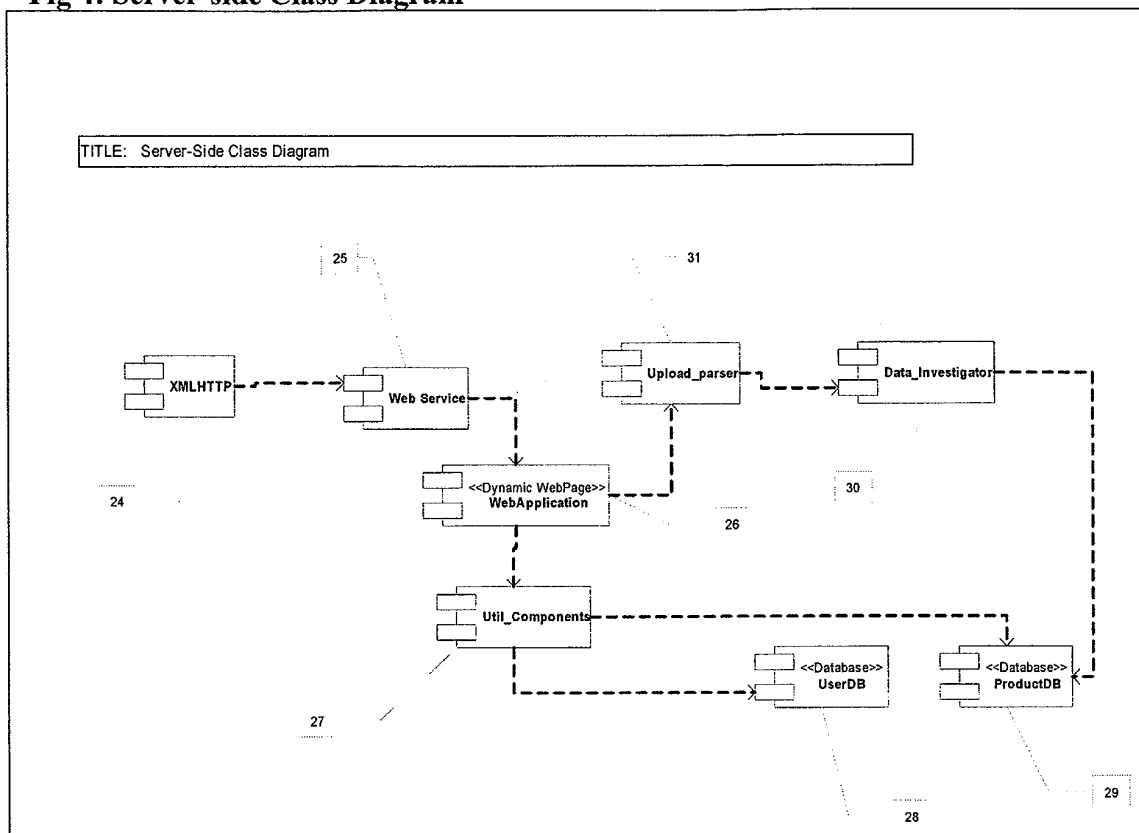 Fig 4: Server-side Class Diagram
TITLE: Server-Side Class Diagram
25
31
XMLHTTP
Web Service
Upload_parser
Data_Investigator
24
<<Dynamic WebPage>>
WebApplication
26
30
Util_Components
<<Database>>
UserDB
<<Database>>
ProductDB
27
28
29